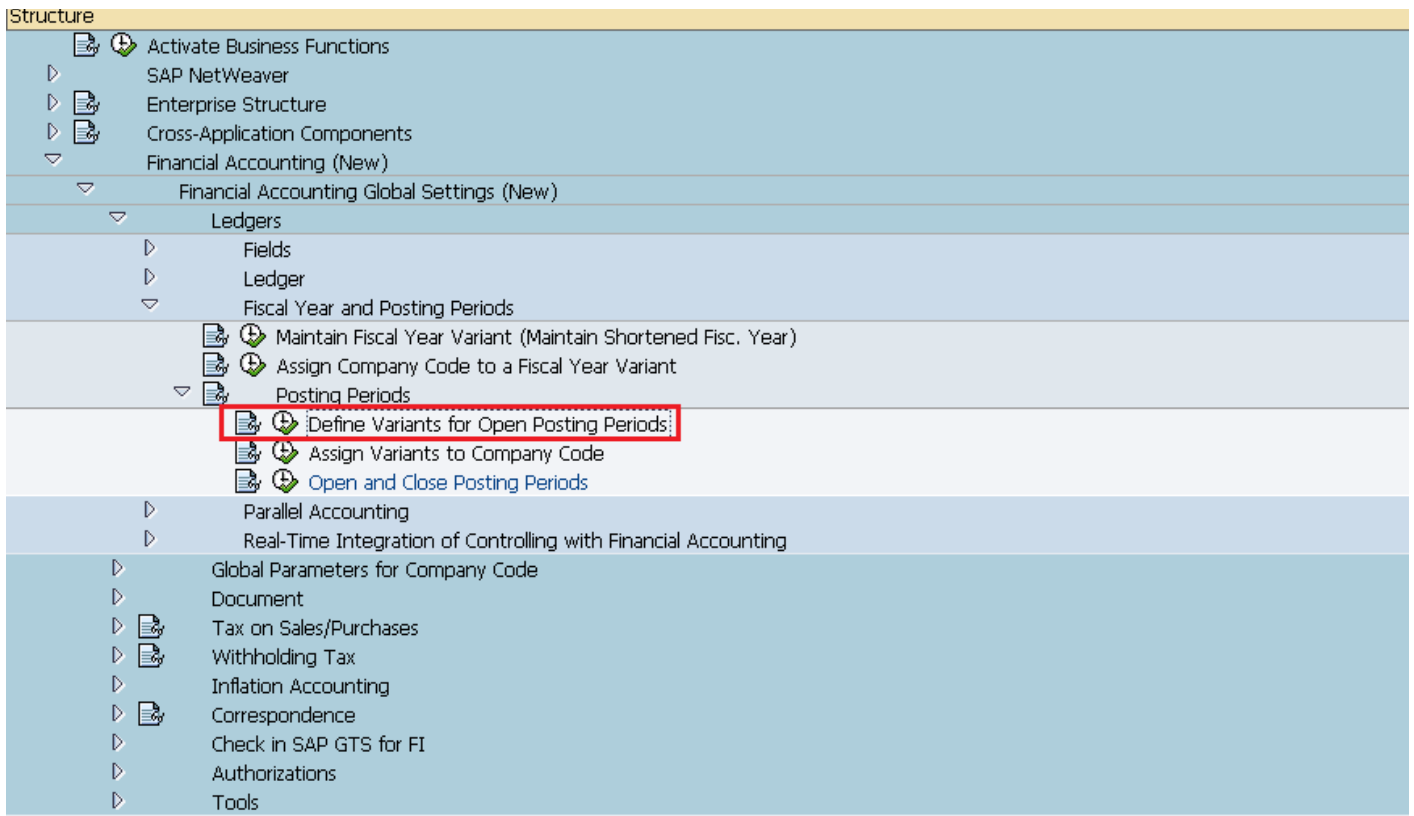 Structure
Activate Business Functions
SAP NetWeaver
Enterprise Structure
Cross-Application Components
Financial Accounting (New)
Financial Accounting Global Settings (New)
Ledgers
Fields
Ledger
Fiscal Year and Posting Periods
Maintain Fiscal Year Variant (Maintain Shortened Fisc. Year)
Assign Company Code to a Fiscal Year Variant
Posting Periods
Define Variants for Open Posting Periods
Assign Variants to Company Code
Open and Close Posting Periods
Parallel Accounting
Real-Time Integration of Controlling with Financial Accounting
Global Parameters for Company Code
Document
Tax on Sales/Purchases
Withholding Tax
Inflation Accounting
Correspondence
Check in SAP GTS for FI
Authorizations
Tools